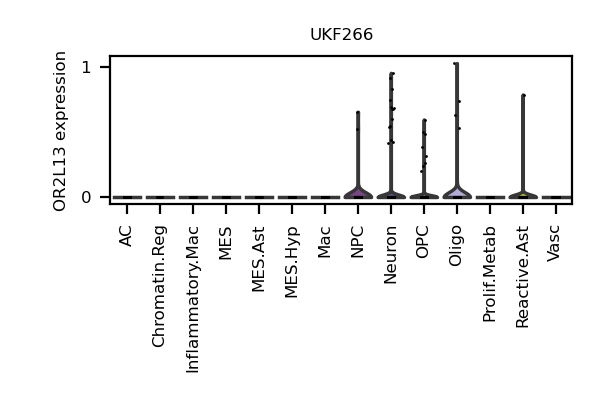 UKF266
OR2L13 expression
1
0
AC
Chromatin.Reg
Inflammatory.Mac
MES
MES.Ast
MES.Hyp
Mac
NPC
Neuron
OPC
Oligo
Prolif.Metab
Reactive.Ast
Vasc